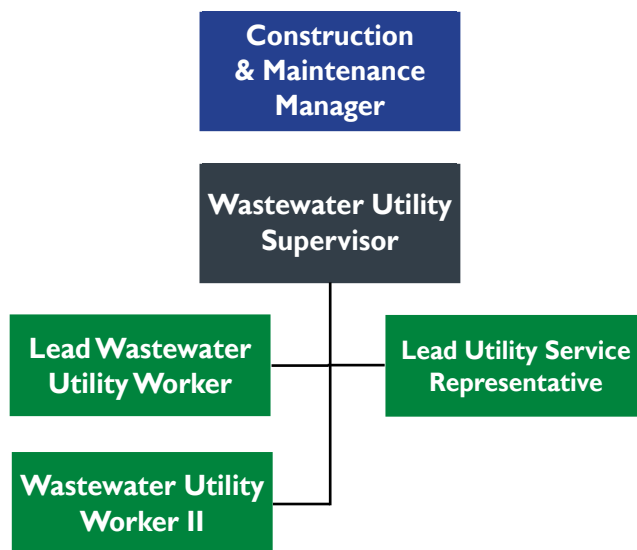 Construction
& Maintenance
Manager
Wastewater Utility
Supervisor
Lead Wastewater
Utility Worker
Lead Utility Service
Representative
Wastewater Utility
Worker II